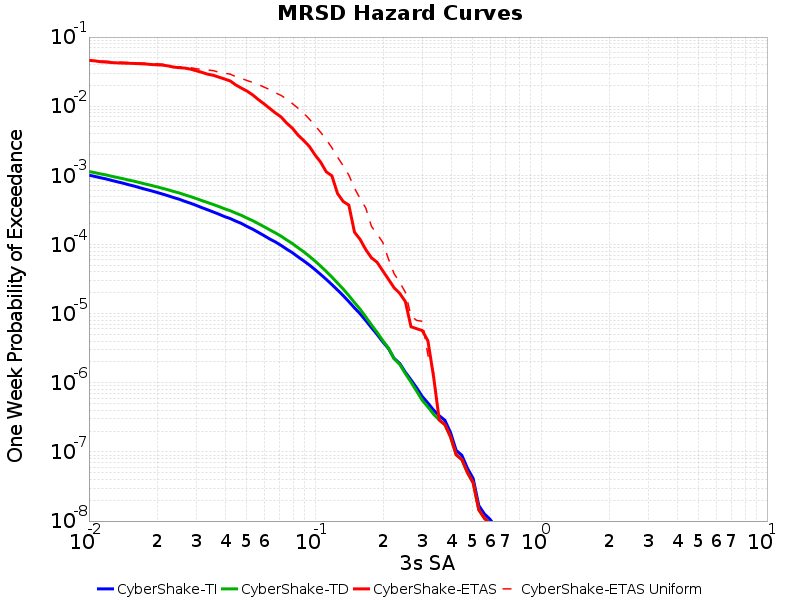 MRSD Hazard Curves
One Week Probability of Exceedance
10^-1
10^-2
10^-3
10^-4
10^-5
10^-6
10^-7
10^-8
10^-2 2 3 4 5 6 10^-1 2 3 4 5 6 7 10^0 2 3 4 5 6 7 10^1
3s SA
CyberShake-TI CyberShake-TD CyberShake-ETAS CyberShake-ETAS Uniform